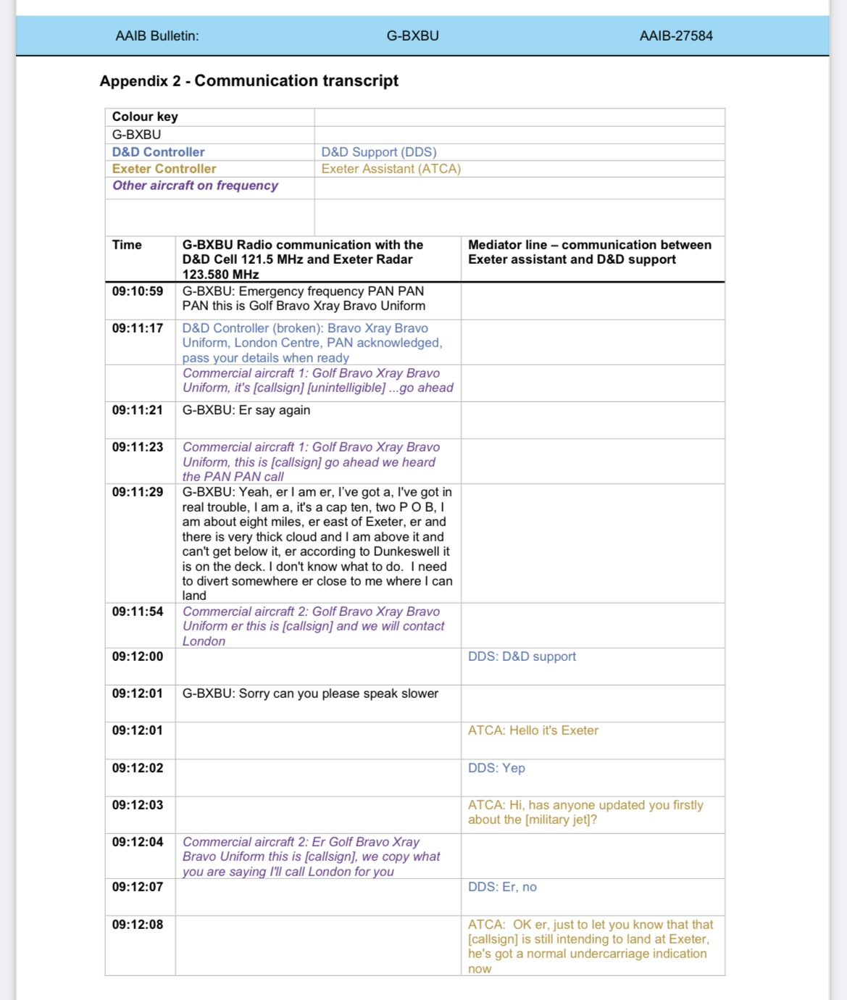 AAIB Bulletin: G-BXBU AAIB-27584
Appendix 2 - Communication transcript
Colour key
G-BXBU
D&D Controller D&D Support (DDS)
Exeter Controller Exeter Assistant (ATCA)
Other aircraft on frequency
Time G-BXBU Radio communication with the D&D Cell 121.5 MHz and Exeter Radar 123.580 MHz Mediator line – communication between Exeter assistant and D&D support
09:10:59 G-BXBU: Emergency frequency PAN PAN
PAN this is Golf Bravo Xray Bravo Uniform
09:11:17 D&D Controller (broken): Bravo Xray Bravo
Uniform, London Centre, PAN acknowledged,
pass your details when ready
Commercial aircraft 1: Golf Bravo Xray Bravo
Uniform, it's [callsign] [unintelligible] ...go ahead
09:11:21 G-BXBU: Er say again
09:11:23 Commercial aircraft 1: Golf Bravo Xray Bravo
Uniform, this is [callsign] go ahead we heard
the PAN PAN call
09:11:29 G-BXBU: Yeah, er I am er, I've got a, I've got in
real trouble, I am a, it's a cap ten, two P O B, I
am about eight miles, er east of Exeter, er and
there is very thick cloud and I am above it and
can't get below it, er according to Dunkeswell it
is on the deck. I don't know what to do. I need
to divert somewhere er close to me where I can
land
09:11:54 Commercial aircraft 2: Golf Bravo Xray Bravo
Uniform er this is [callsign] and we will contact
London
09:12:00 DDS: D&D support
09:12:01 G-BXBU: Sorry can you please speak slower
09:12:01 ATCA: Hello it's Exeter
09:12:02 DDS: Yep
09:12:03 ATCA: Hi, has anyone updated you firstly
about the [military jet]?
09:12:04 Commercial aircraft 2: Er Golf Bravo Xray
Bravo Uniform this is [callsign], we copy what
you are saying I'll call London for you
09:12:07 DDS: Er, no
09:12:08 ATCA: OK er, just to let you know that that
[callsign] is still intending to land at Exeter,
he's got a normal undercarriage indication
now